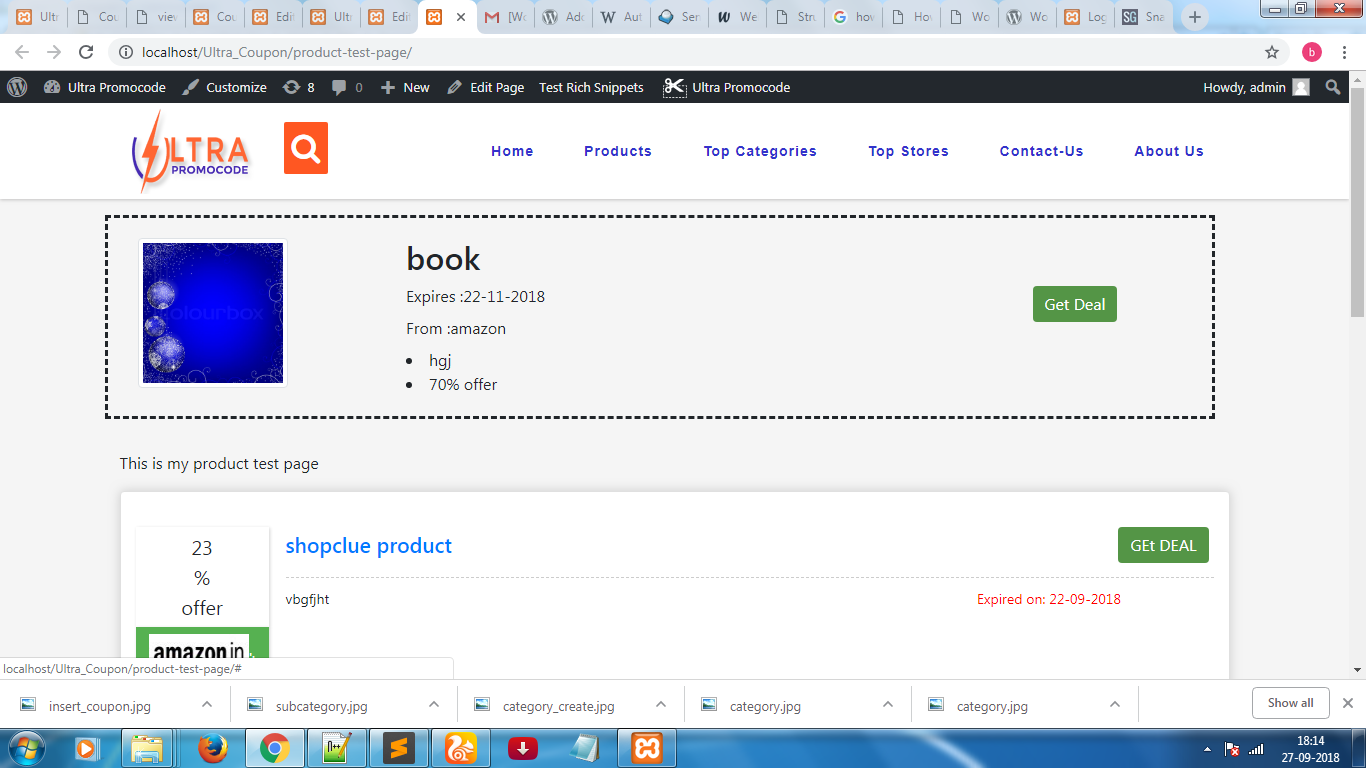 Ultr
Cou
view
Cou
Edit
Ultr
Edit
[Wo
Add
Aut
Ser
We
Stru
how
How
Wo
Wo
Log
Sna
localhost/Ultra_Coupon/product-test-page/
b
Ultra Promocode
Customize
8
0
New
Edit Page
Test Rich Snippets
Ultra Promocode
Howdy, admin
ULTRA
PROMOCODE
Home
Products
Top Categories
Top Stores
Contact-Us
About Us
colourbox
book
Expires :22-11-2018
From :amazon
hgj
70% offer
Get Deal
This is my product test page
23
%
offer
shopclue product
GEt DEAL
vbgfjht
Expired on: 22-09-2018
amazon.in
localhost/Ultra_Coupon/product-test-page/#
insert_coupon.jpg
subcategory.jpg
category_create.jpg
category.jpg
category.jpg
Show all
18:14
27-09-2018